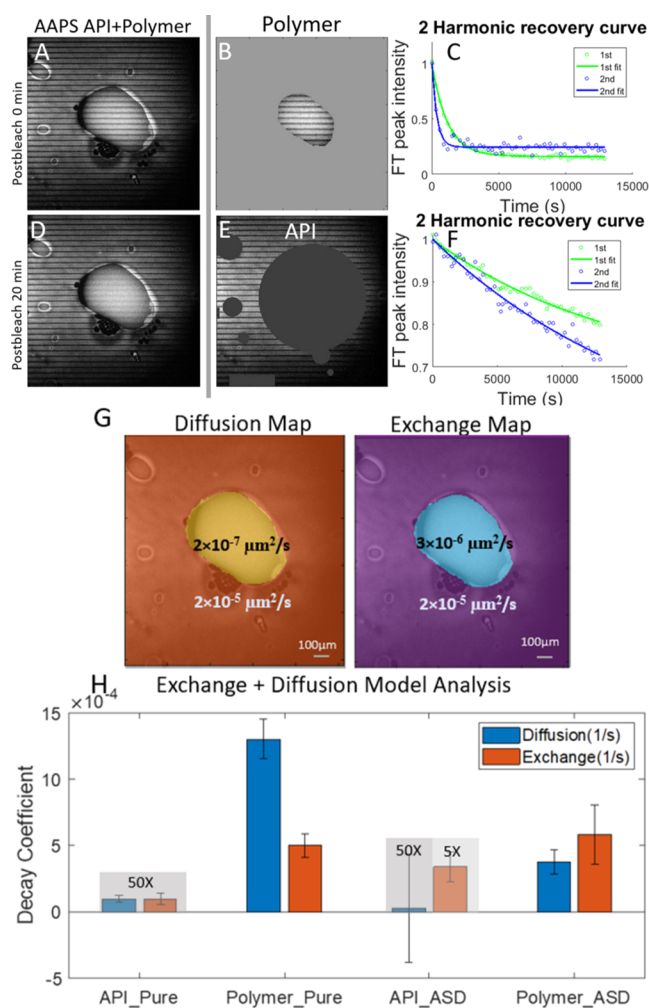 AAPS API+Polymer
Polymer
2 Harmonic recovery curve
A
B
C
1st
1st fit
2nd
2nd fit
Postbleach 0 min
FT peak intensity
1
0.5
0
0
5000
10000
15000
Time (s)
D
E
API
2 Harmonic recovery curve
F
1st
1st fit
2nd
2nd fit
Postbleach 20 min
FT peak intensity
1
0.9
0.8
0.7
0
5000
10000
15000
Time (s)
G
Diffusion Map
Exchange Map
2×10⁻⁷ μm²/s
3×10⁻⁶ μm²/s
2×10⁻⁵ μm²/s
2×10⁻⁵ μm²/s
100μm
100μm
H
Exchange + Diffusion Model Analysis
×10⁻⁴
15
10
5
0
-5
Decay Coefficient
Diffusion(1/s)
Exchange(1/s)
50X
50X
5X
API_Pure
Polymer_Pure
API_ASD
Polymer_ASD